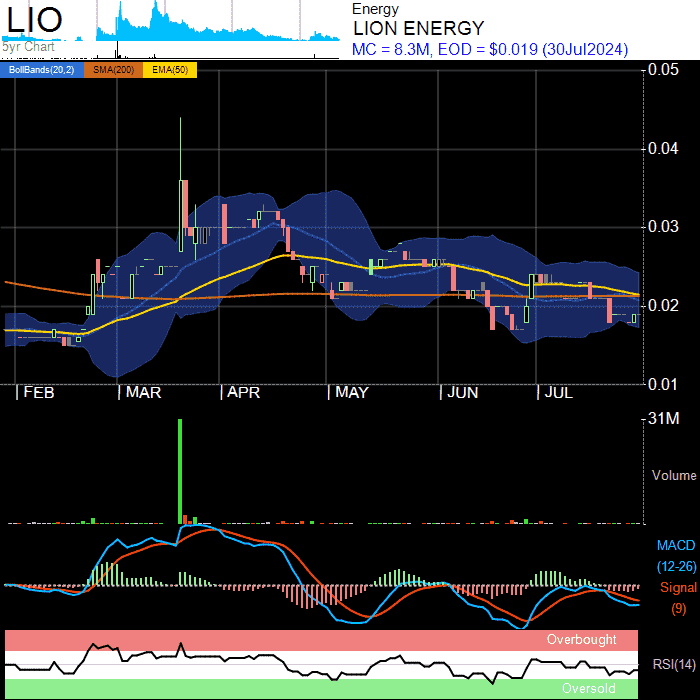 LIO
5yr Chart
Energy
LION ENERGY
MC = 8.3M, EOD = $0.019 (30Jul2024)
BollBands(20,2) SMA(200) EMA(50)
0.05
0.04
0.03
0.02
0.01
FEB MAR APR MAY JUN JUL
31M
Volume
MACD
(12-26)
Signal
(9)
Overbought
RSI(14)
Oversold